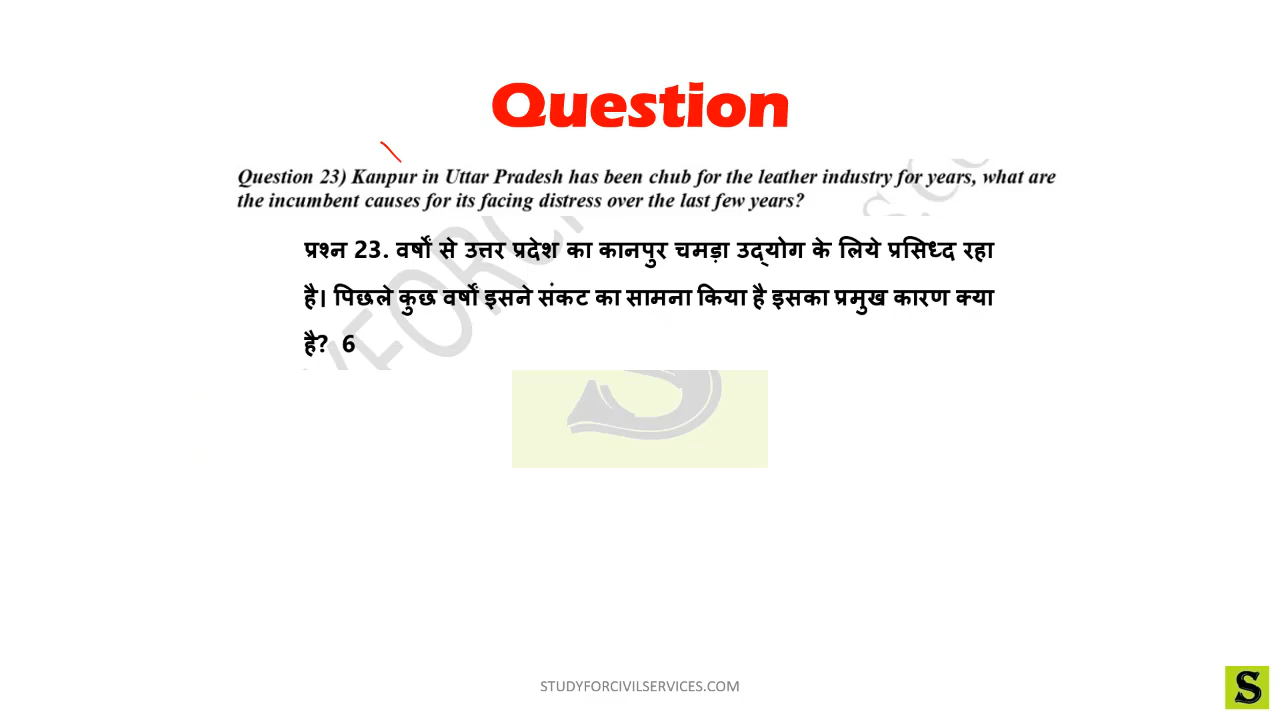 Question
Question 23) Kanpur in Uttar Pradesh has been chub for the leather industry for years, what are
the incumbent causes for its facing distress over the last few years?
प्रश्न 23. वर्षों से उत्तर प्रदेश का कानपुर चमड़ा उद्योग के लिये प्रसिध्द रहा
है। पिछले कुछ वर्षों इसने संकट का सामना किया है इसका प्रमुख कारण क्या
है? 6
STUDYFORCIVILSERVICES.COM
S